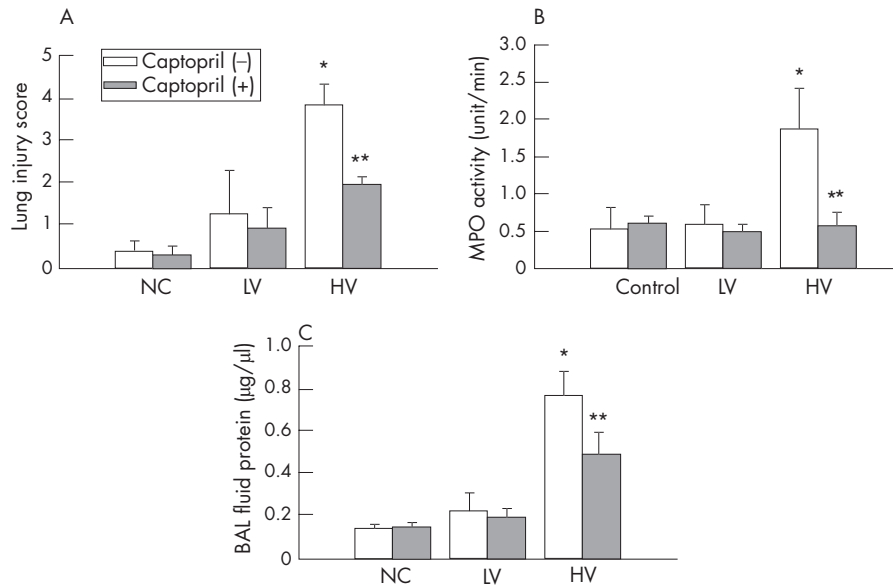 A
Lung injury score
5
4
3
2
1
0
Captopril (–)
Captopril (+)
*
**
NC LV HV
B
MPO activity (unit/min)
3.0
2.5
2.0
1.5
1.0
0.5
0
*
**
Control LV HV
C
BAL fluid protein (µg/µl)
1.0
0.8
0.6
0.4
0.2
0
*
**
NC LV HV